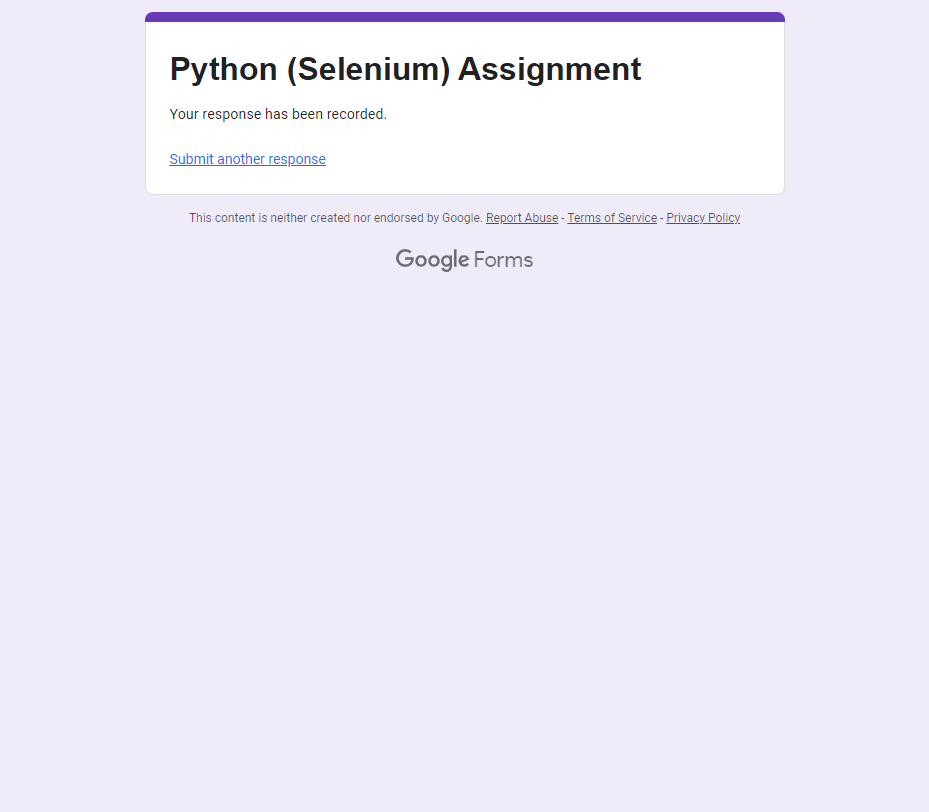 Python (Selenium) Assignment
Your response has been recorded.
Submit another response
This content is neither created nor endorsed by Google. Report Abuse - Terms of Service - Privacy Policy
Google Forms